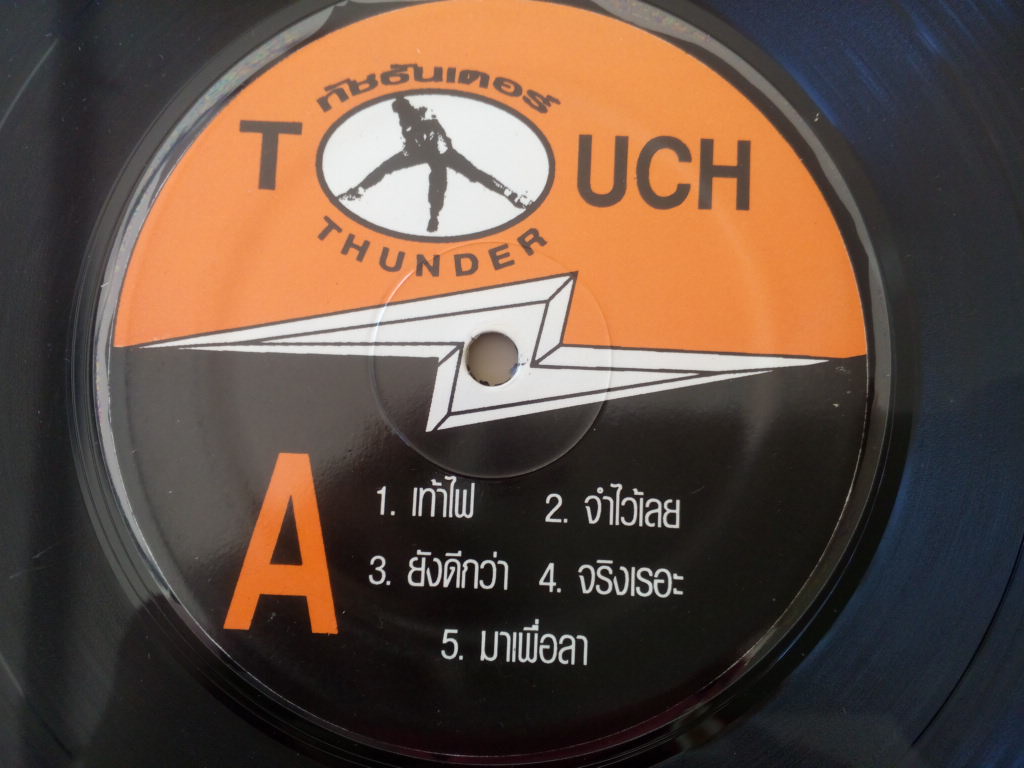 ทัชธันเดอร์
T UCH
THUNDER
A
1. เท้าไฟ 2. จำไว้เลย
3. ยังดีกว่า 4. จริงเรอะ
5. มาเพื่อลา